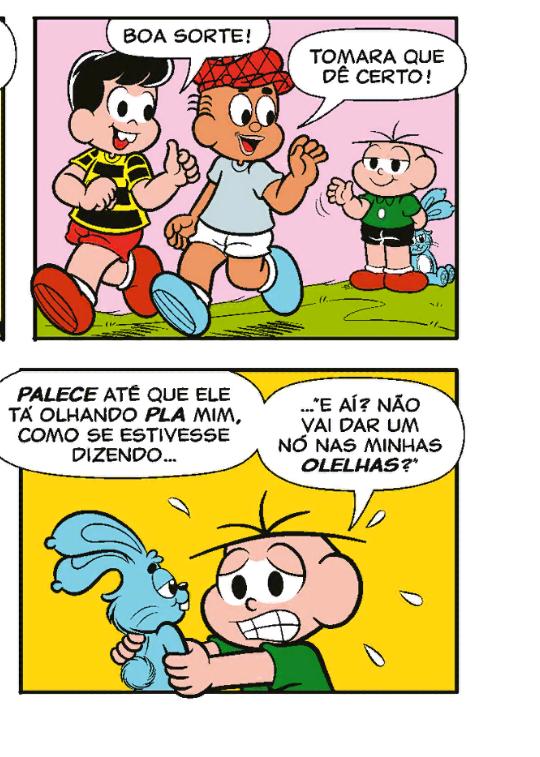 BOA SORTE!
TOMARA QUE
DÊ CERTO!
PALECE ATÉ QUE ELE
TÁ OLHANDO PLA MIM,
COMO SE ESTIVESSE
DIZENDO...
..."E AÍ? NÃO
VAI DAR UM
NÓ NAS MINHAS
OLELHAS?"